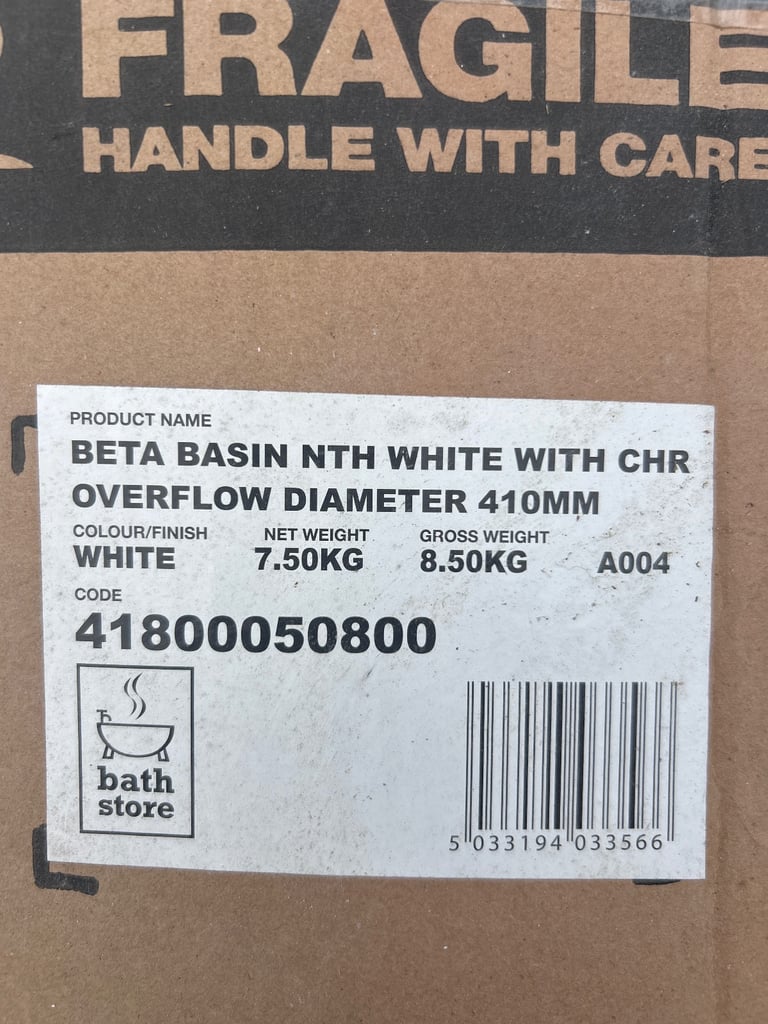 FRAGILE
HANDLE WITH CARE
PRODUCT NAME
BETA BASIN NTH WHITE WITH CHR
OVERFLOW DIAMETER 410MM
COLOUR/FINISH NET WEIGHT GROSS WEIGHT
WHITE 7.50KG 8.50KG A004
CODE
41800050800
bath
store
5 033194 033566